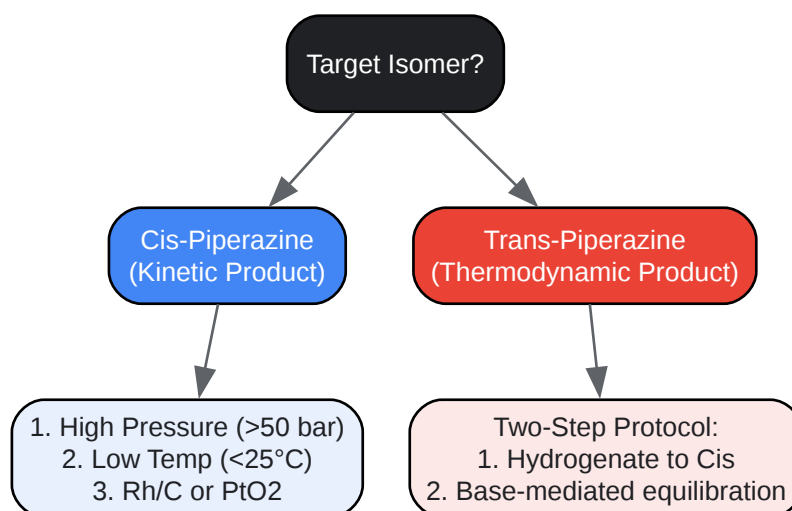 Target Isomer?
Cis-Piperazine
(Kinetic Product)
Trans-Piperazine
(Thermodynamic Product)
1. High Pressure (>50 bar)
2. Low Temp (<25°C)
3. Rh/C or PtO2
Two-Step Protocol:
1. Hydrogenate to Cis
2. Base-mediated equilibration